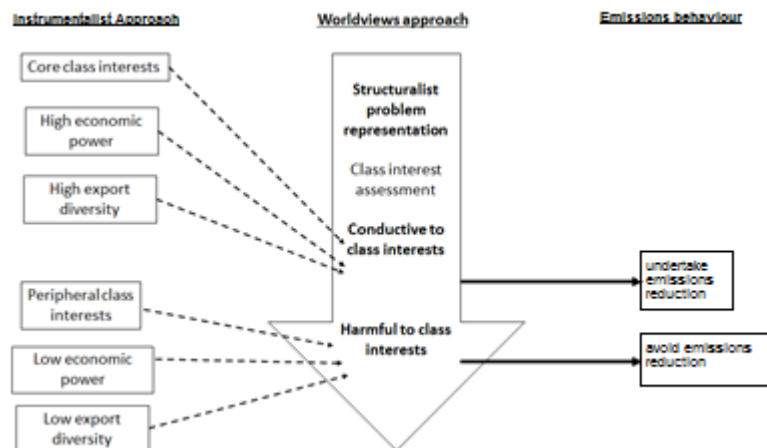 Instrumentalist Approach
Worldviews approach
Emissions behaviour
Core class interests
High economic
power
High export
diversity
Peripheral class
interests
Low economic
power
Low export
diversity
Structuralist
problem
representation
Class interest
assessment
Conductive to
class interests
Harmful to class
interests
undertake
emissions
reduction
avoid emissions
reduction